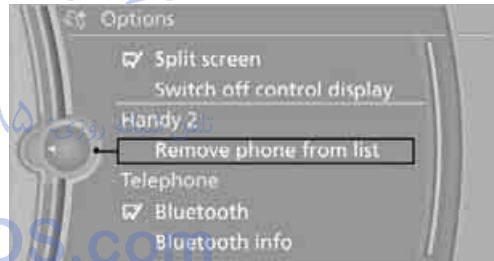 Options
Split screen
Switch off control display
Handy 2
Remove phone from list
Telephone
Bluetooth
Bluetooth info